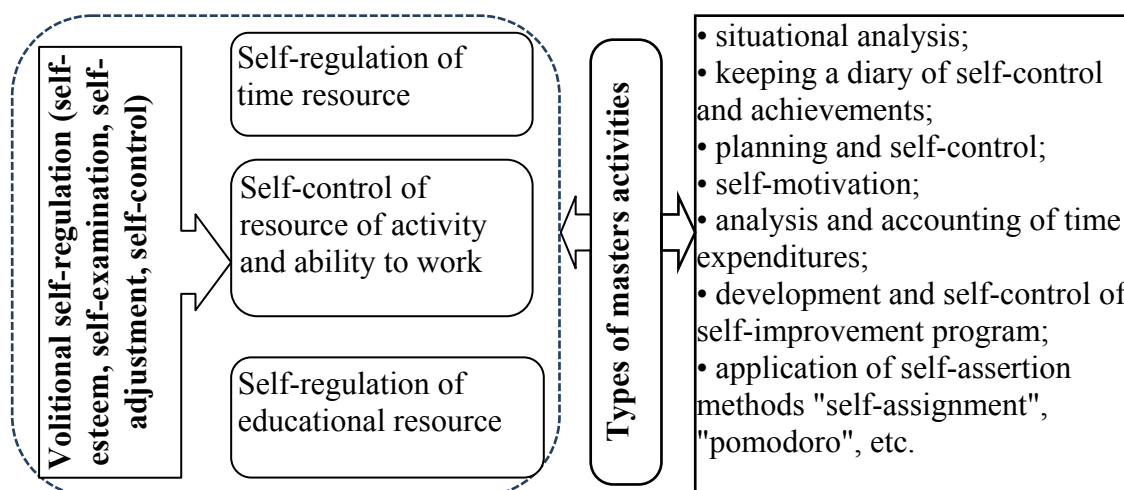 Volitional self-regulation (self-
esteem, self-examination, self-
adjustment, self-control)
Self-regulation of
time resource
Self-control of
resource of activity
and ability to work
Self-regulation of
educational resource
Types of masters activities
• situational analysis;
• keeping a diary of self-control
and achievements;
• planning and self-control;
• self-motivation;
• analysis and accounting of time
expenditures;
• development and self-control of
self-improvement program;
• application of self-assertion
methods "self-assignment",
"pomodoro", etc.